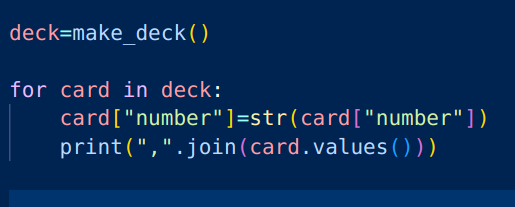 deck=make_deck()
for card in deck:
    card["number"]=str(card["number"])
    print(",".join(card.values()))